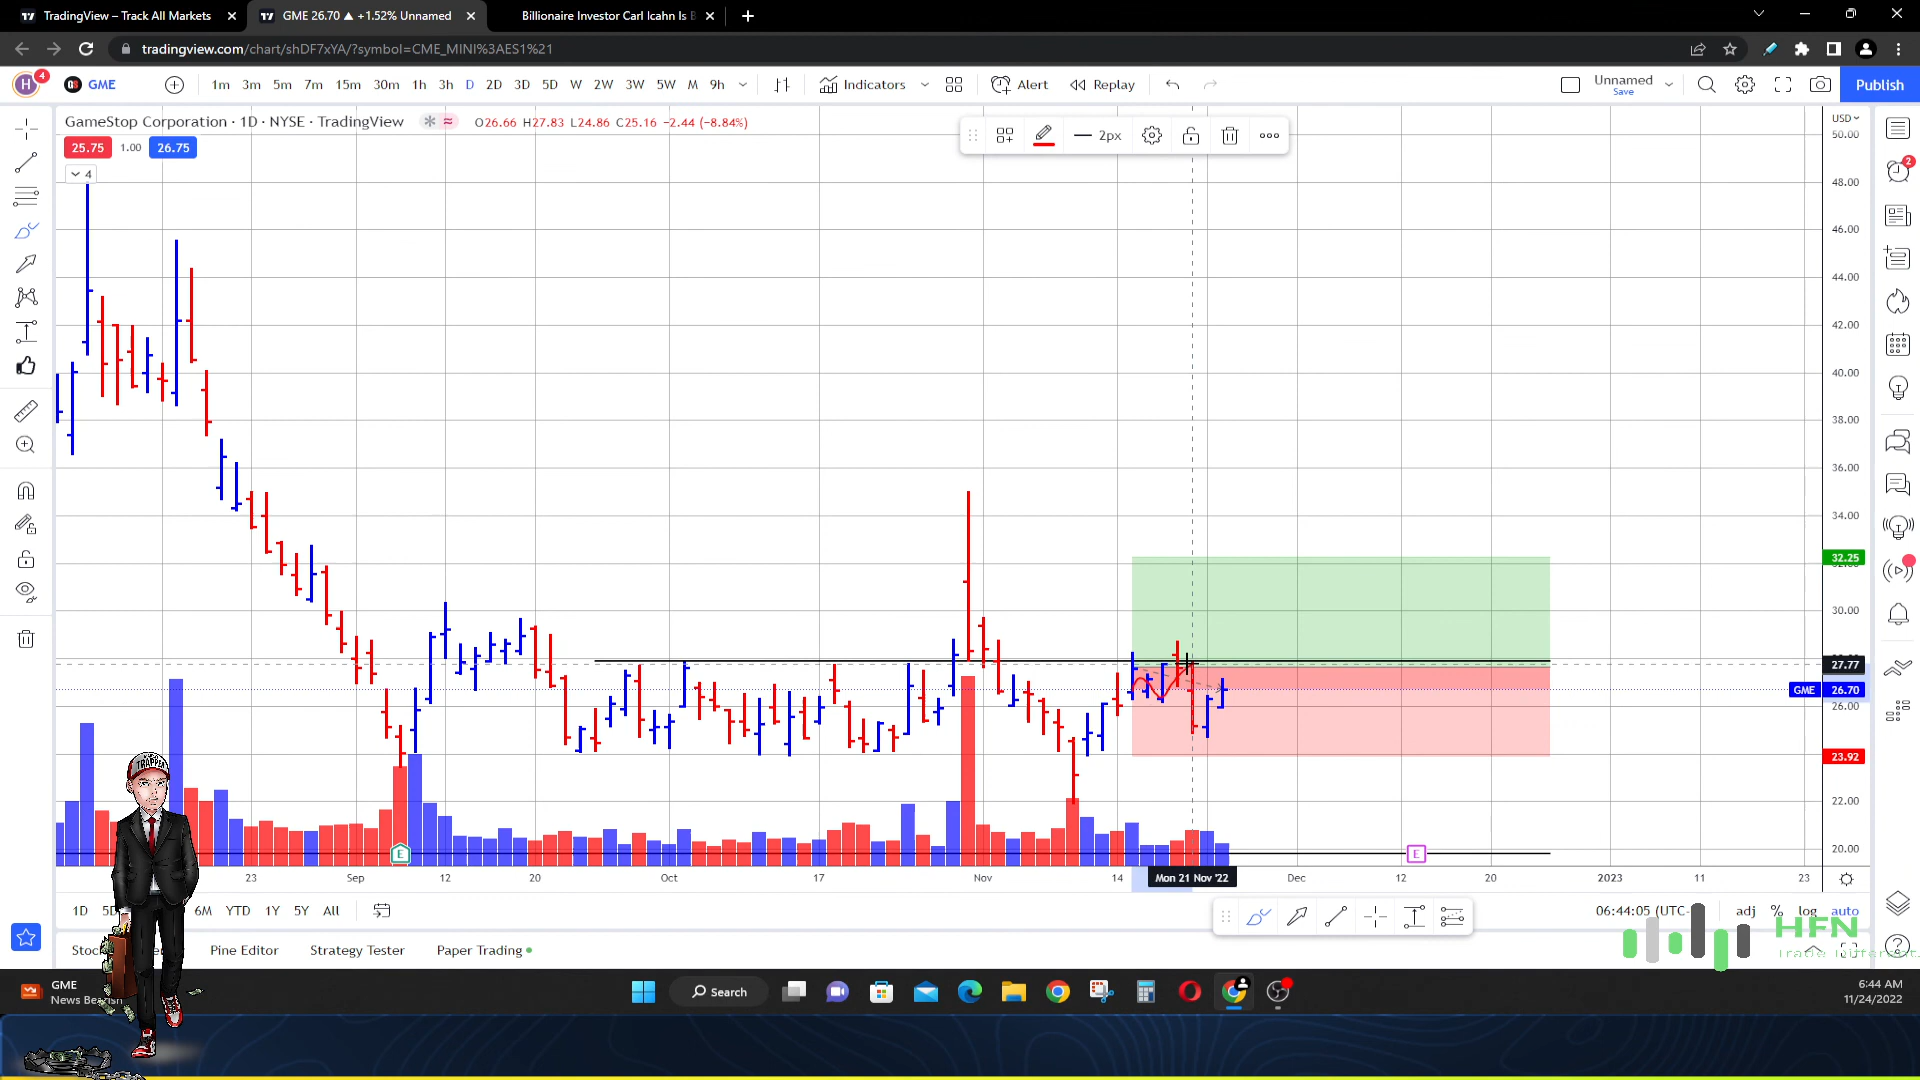 TradingView – Track All Markets
GME 26.70 ▲ +1.52% Unnamed
Billionaire Investor Carl Icahn Is
tradingview.com/chart/shDF7xYA/?symbol=CME_MINI%3AES1%21
H 4
GME
1m 3m 5m 7m 15m 30m 1h 3h D 2D 3D 5D W 2W 3W 5W M 9h
Indicators
Alert
Replay
Unnamed
Save
Publish
GameStop Corporation · 1D · NYSE · TradingView
O26.66 H27.83 L24.86 C25.16 −2.44 (−8.84%)
25.75 1.00 26.75
4
2px
USD
50.00
48.00
46.00
44.00
42.00
40.00
38.00
36.00
34.00
32.25
30.00
27.77
GME 26.70
26.00
23.92
22.00
20.00
2
TRAPPER
E
E
23 Sep 12 20 Oct 17 Nov 14 Mon 21 Nov '22 Dec 12 20 2023 11 23
1D 6M YTD 1Y 5Y All
06:44:05 (UTC-
adj % log auto
Pine Editor
Strategy Tester
Paper Trading
HFN
GME
News
Search
6:44 AM
11/24/2022